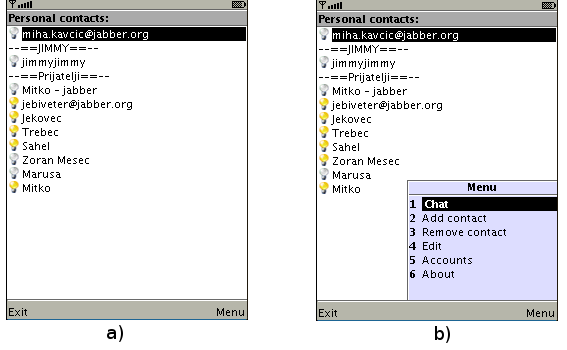 Personal contacts:
miha.kavcic@jabber.org
--==JIMMY==--
jimmyjimmy
--==Prijatelji==--
Mitko - jabber
jebiveter@jabber.org
Jekovec
Trebec
Sahel
Zoran Mesec
Marusa
Mitko
Exit Menu
a)
Personal contacts:
miha.kavcic@jabber.org
--==JIMMY==--
jimmyjimmy
--==Prijatelji==--
Mitko - jabber
jebiveter@jabber.org
Jekovec
Trebec
Sahel
Zoran Mesec
Marusa
Mitko
Menu
1 Chat
2 Add contact
3 Remove contact
4 Edit
5 Accounts
6 About
Exit Menu
b)